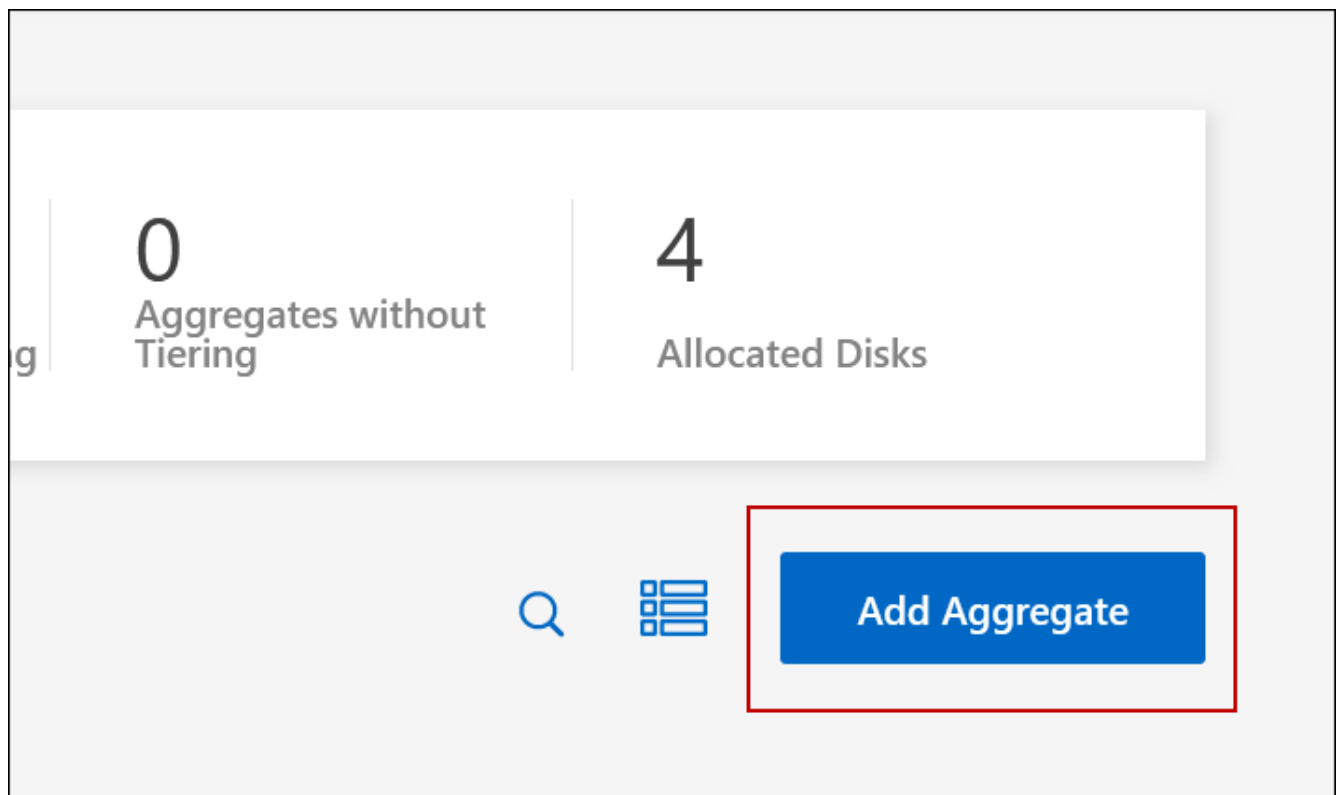 0
Aggregates without
Tiering
4
Allocated Disks
Add Aggregate